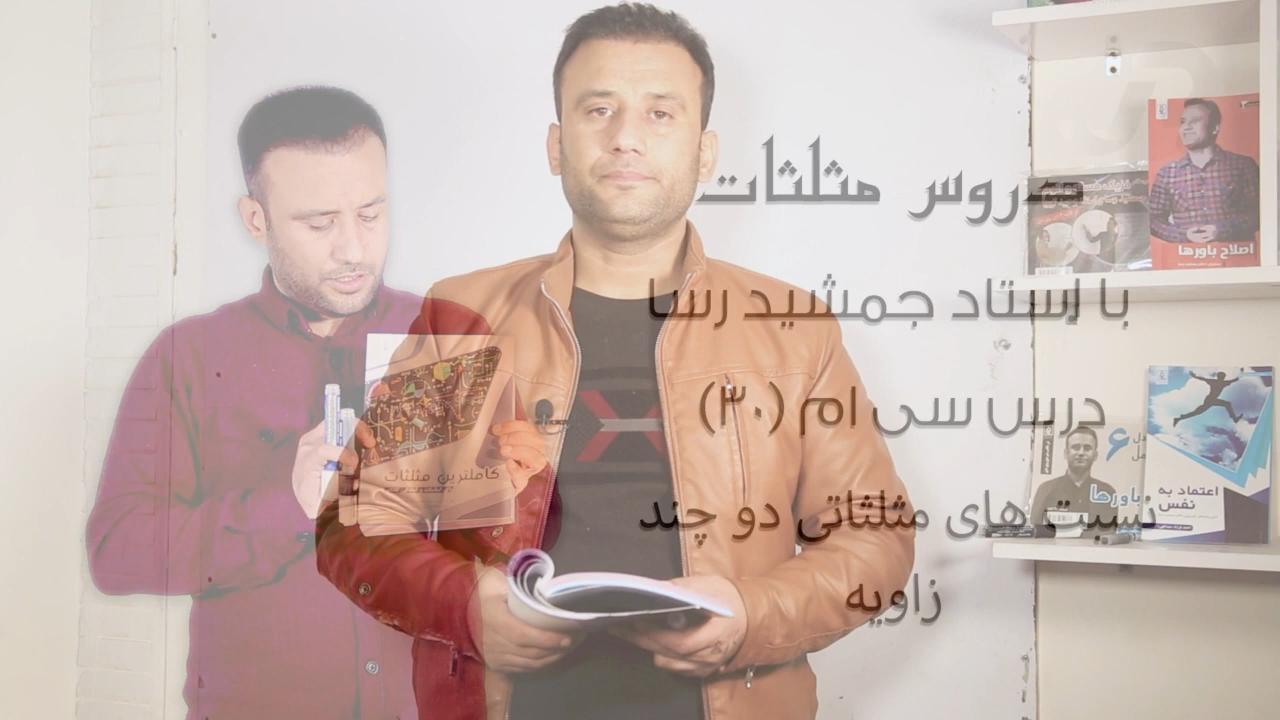 دروس مثلثات
با استاد جمشید رسا
درس سی ام (۳۰)
نسبت های مثلثاتی دو چند
زاویه
کاملترین مثلثات
اصلاح باورها
۶
باورها
اعتماد به
نفس